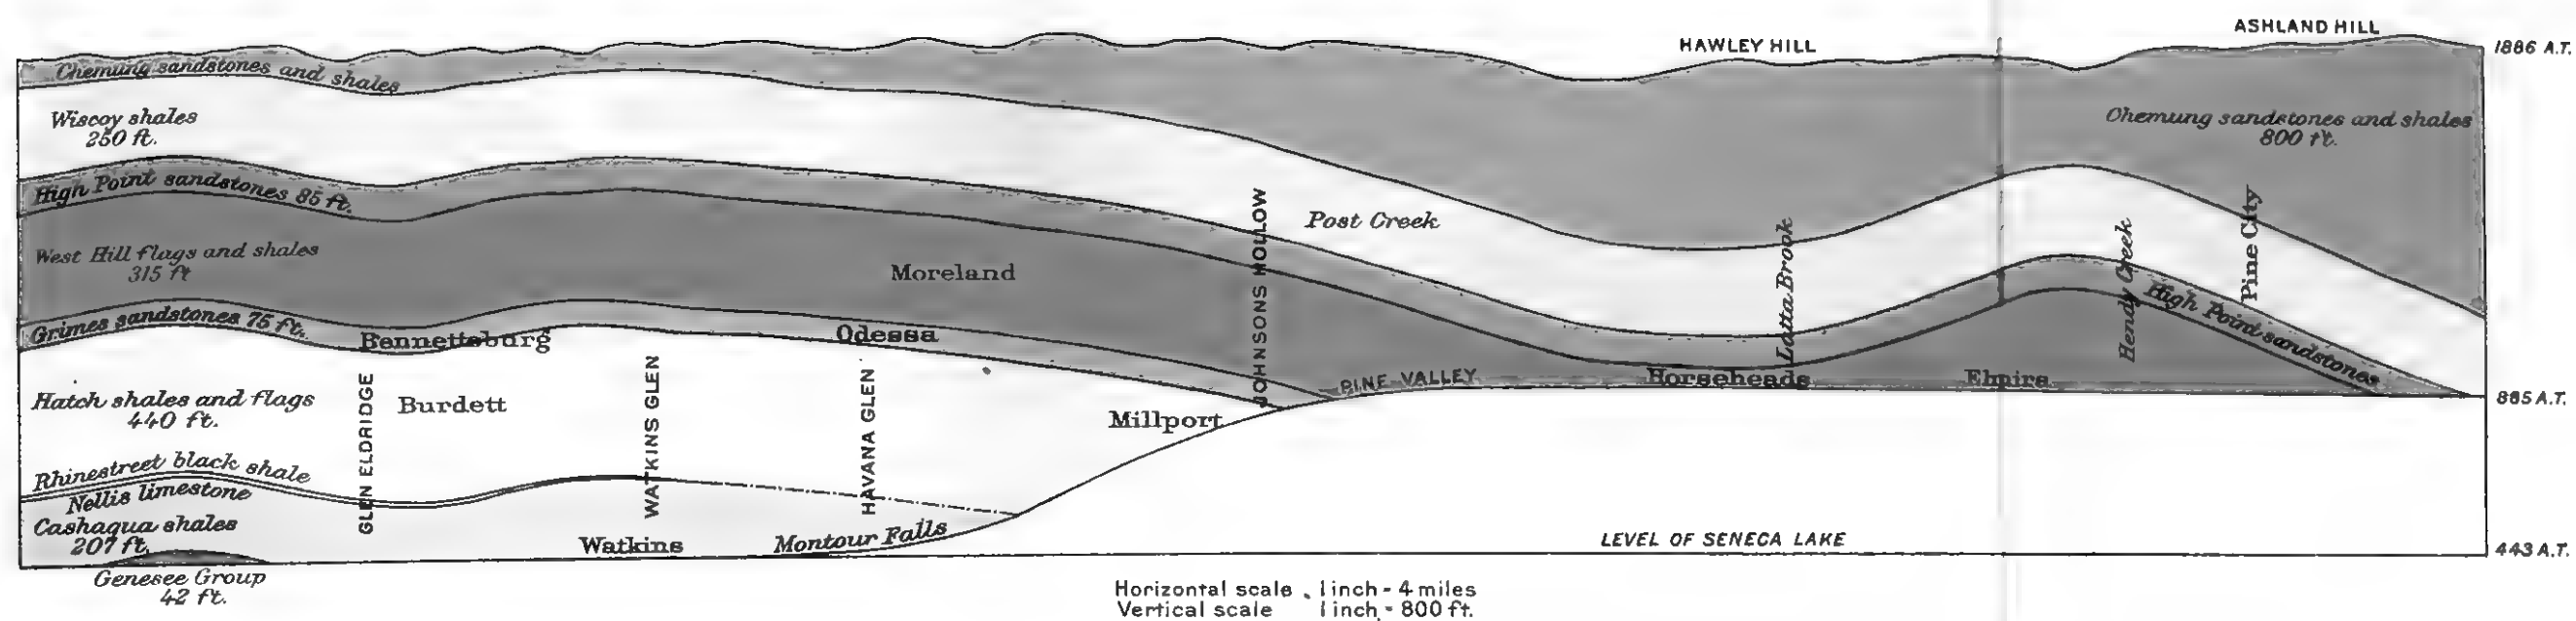 ASHLAND HILL
HAWLEY HILL
1886 A.T.
Chemung sandstones and shales
Wiscoy shales
250 ft.
Chemung sandstones and shales
800 ft.
High Point sandstones 85 ft.
JOHNSONS HOLLOW
Post Creek
Latta Brook
Hendy Creek
Pine City
West Hill flags and shales
315 ft
Moreland
High Point sandstones
Grimes sandstones 75 ft.
Bennettsburg
Odessa
PINE VALLEY
Horseheads
Elmira
885 A.T.
Hatch shales and flags
440 ft.
GLEN ELDRIDGE
Burdett
WATKINS GLEN
HAVANA GLEN
Millport
Rhinestreet black shale
Nellis limestone
Cashaqua shales
207 ft.
Watkins
Montour Falls
LEVEL OF SENECA LAKE
443 A.T.
Genesee Group
42 ft.
Horizontal scale . 1 inch - 4 miles
Vertical scale 1 inch - 800 ft.